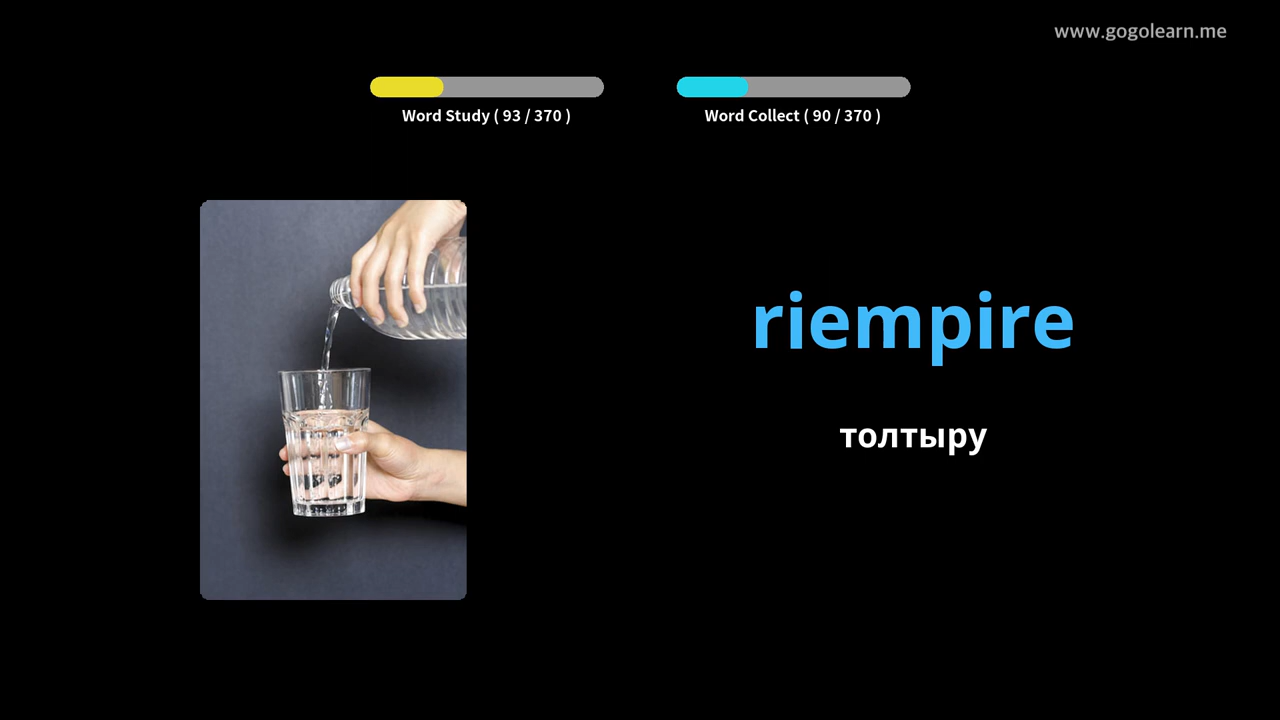 www.gogolearn.me
Word Study ( 93 / 370 )
Word Collect ( 90 / 370 )
riempire
толтыру